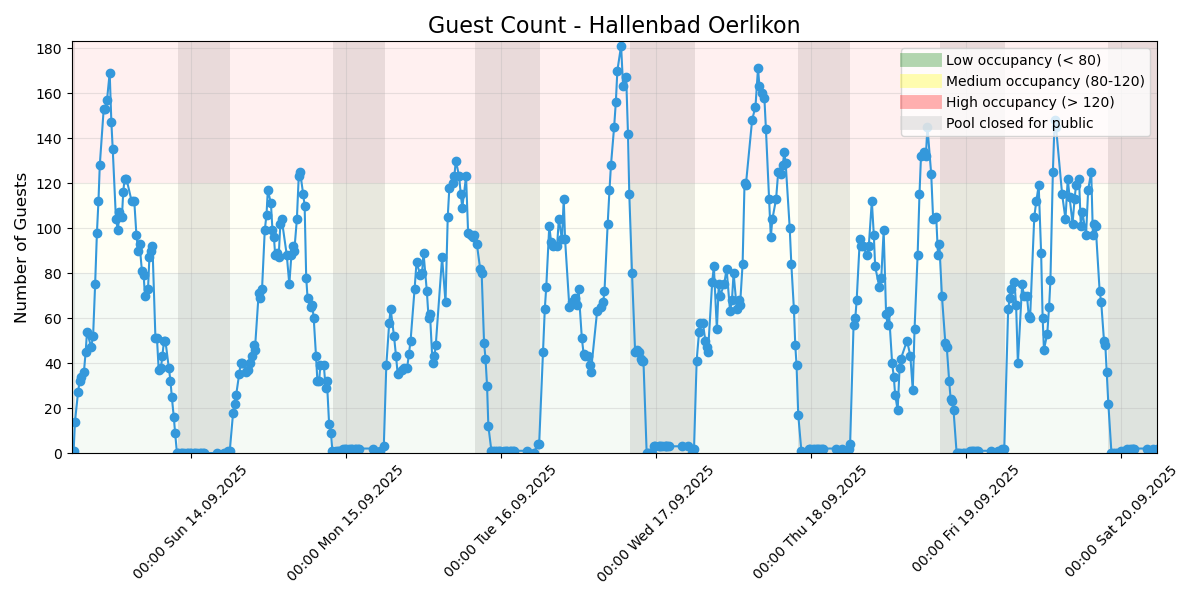 Guest Count - Hallenbad Oerlikon
Number of Guests
180
160
140
120
100
80
60
40
20
0
Low occupancy (< 80)
Medium occupancy (80-120)
High occupancy (> 120)
Pool closed for public
00:00 Sun 14.09.2025
00:00 Mon 15.09.2025
00:00 Tue 16.09.2025
00:00 Wed 17.09.2025
00:00 Thu 18.09.2025
00:00 Fri 19.09.2025
00:00 Sat 20.09.2025